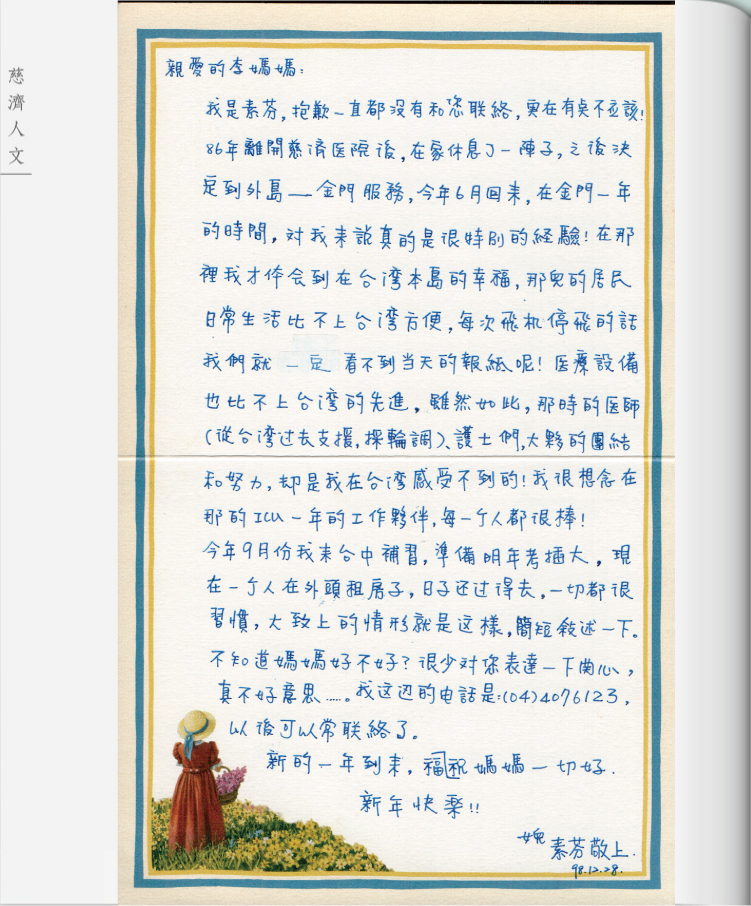 慈濟人文
親愛的李媽媽：
我是素芬，抱歉一直都没有和您联絡，實在有点不应該！
86年離開慈済医院後，在家休息了一陣子，之後決
定到外島——金門服務，今年6月回来，在金門一年
的時間，对我来説真的是很特别的経驗！在那
裡我才体会到在台湾本島的幸福，那兒的居民
日常生活比不上台湾方便，每次飛机停飛的話
我們就一定看不到当天的報紙呢！医療設備
也比不上台湾的先進，雖然如此，那時的医師
(從台湾过去支援，採輪調)、護士們，大夥的團結
和努力，却是我在台湾感受不到的！我很想念在
那的ICU一年的工作夥伴，每一个人都很棒！
今年9月份我来台中補習，準備明年考插大，現
在一个人在外頭租房子，日子还过得去，一切都很
習慣，大致上的情形就是这樣，簡短敘述一下。
不知道媽媽好不好？很少对您表達一下関心，
真不好意思……。我这边的电話是：(04)4076123，
以後可以常联絡了。
新的一年到来，福祝媽媽一切好．
新年快樂!!
女兒
素芬敬上．
98.12.28.